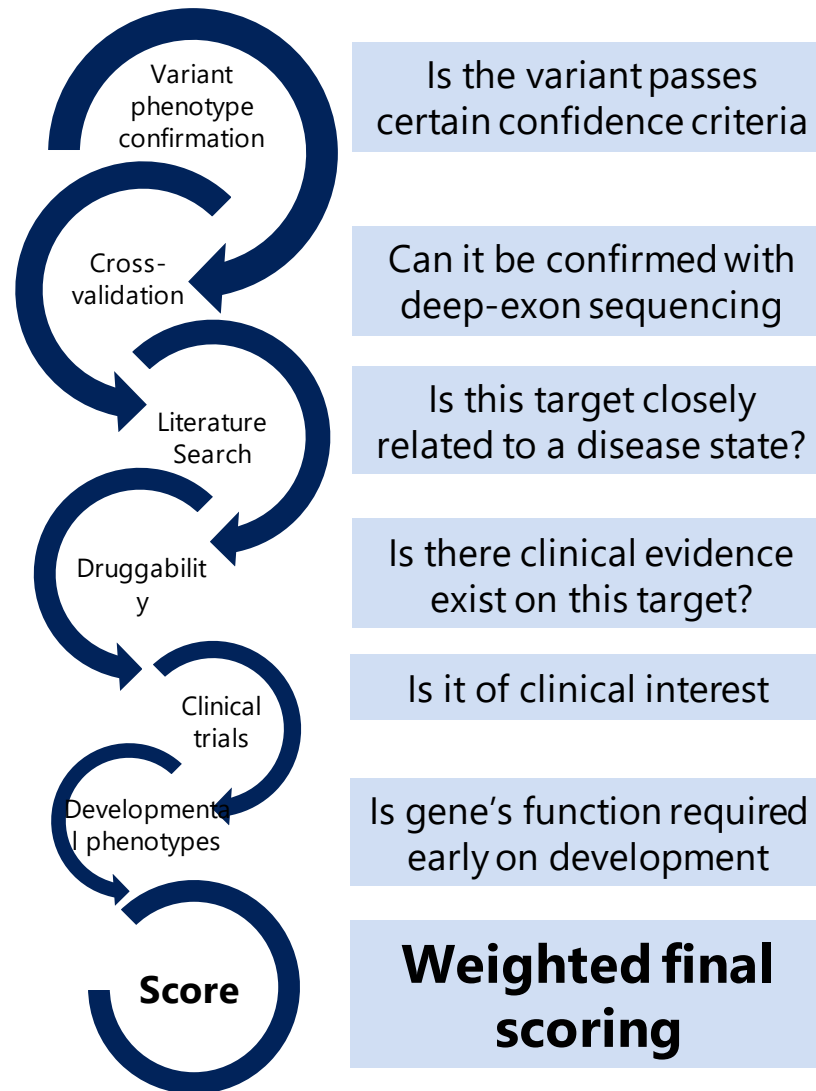 Variant
phenotype
confirmation
Is the variant passes
certain confidence criteria
Cross-
validation
Can it be confirmed with
deep-exon sequencing
Literature
Search
Is this target closely
related to a disease state?
Druggabilit
y
Is there clinical evidence
exist on this target?
Clinical
trials
Is it of clinical interest
Developmenta
l phenotypes
Is gene’s function required
early on development
Score
Weighted final
scoring